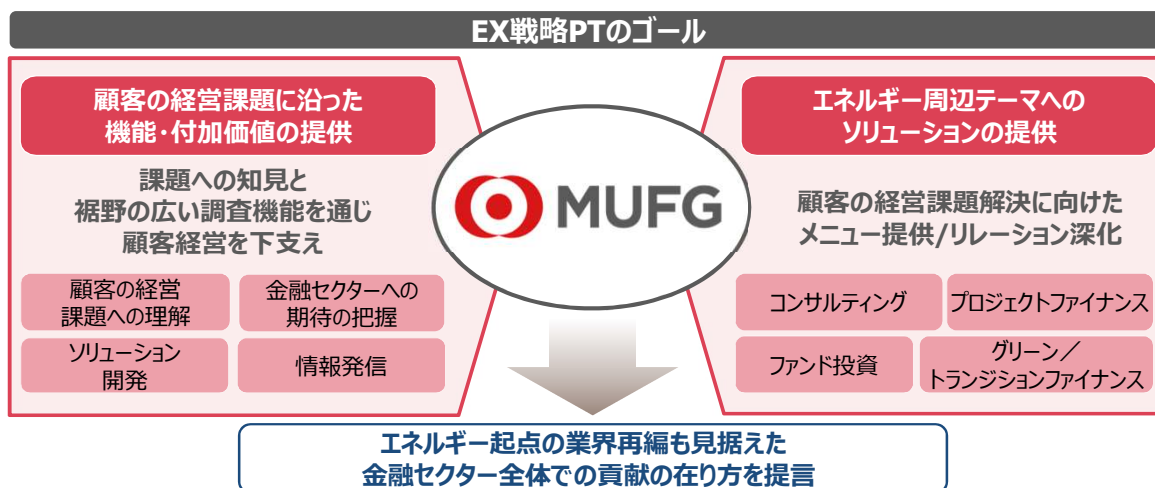 EX戦略PTのゴール
顧客の経営課題に沿った
機能・付加価値の提供
課題への知見と
裾野の広い調査機能を通じ
顧客経営を下支え
顧客の経営
課題への理解
金融セクターへの
期待の把握
ソリューション
開発
情報発信
MUFG
エネルギー周辺テーマへの
ソリューションの提供
顧客の経営課題解決に向けた
メニュー提供/リレーション深化
コンサルティング
プロジェクトファイナンス
ファンド投資
グリーン／
トランジションファイナンス
エネルギー起点の業界再編も見据えた
金融セクター全体での貢献の在り方を提言